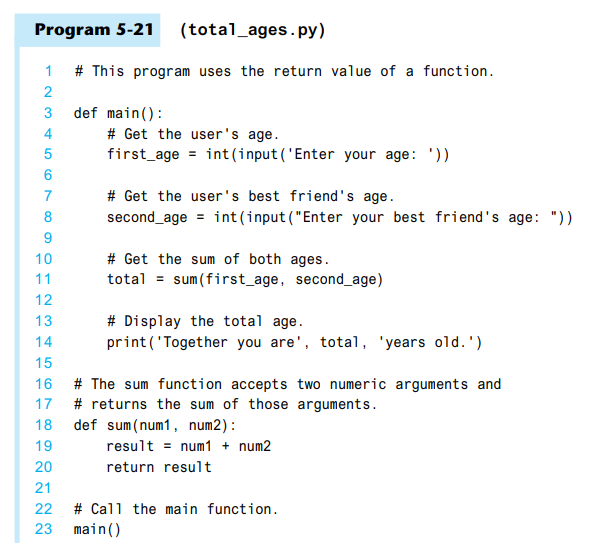 Program 5-21 (total_ages.py)
1 # This program uses the return value of a function.
2
3 def main():
4     # Get the user's age.
5     first_age = int(input('Enter your age: '))
6
7     # Get the user's best friend's age.
8     second_age = int(input("Enter your best friend's age: "))
9
10     # Get the sum of both ages.
11     total = sum(first_age, second_age)
12
13     # Display the total age.
14     print('Together you are', total, 'years old.')
15
16 # The sum function accepts two numeric arguments and
17 # returns the sum of those arguments.
18 def sum(num1, num2):
19     result = num1 + num2
20     return result
21
22 # Call the main function.
23 main()